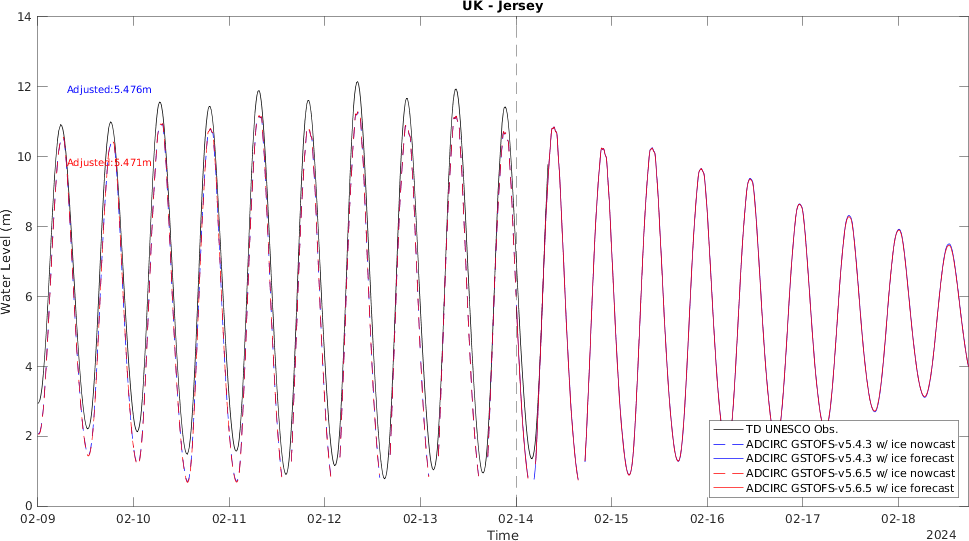 UK - Jersey
14
12
10
8
6
4
2
0
Water Level (m)
Adjusted:5.476m
Adjusted:5.471m
TD UNESCO Obs.
ADCIRC GSTOFS-v5.4.3 w/ ice nowcast
ADCIRC GSTOFS-v5.4.3 w/ ice forecast
ADCIRC GSTOFS-v5.6.5 w/ ice nowcast
ADCIRC GSTOFS-v5.6.5 w/ ice forecast
02-09 02-10 02-11 02-12 02-13 02-14 02-15 02-16 02-17 02-18
Time
2024